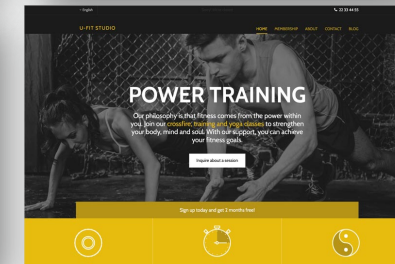 English
22 33 44 55
U-FIT STUDIO
HOME MEMBERSHIP ABOUT CONTACT BLOG
POWER TRAINING
Our philosophy is that fitness comes from the power within
you. Join our crossfire, training and yoga classes to strengthen
your body, mind and soul. With our support, you can achieve
your fitness goals.
Inquire about a session
Sign up today and get 2 months free!